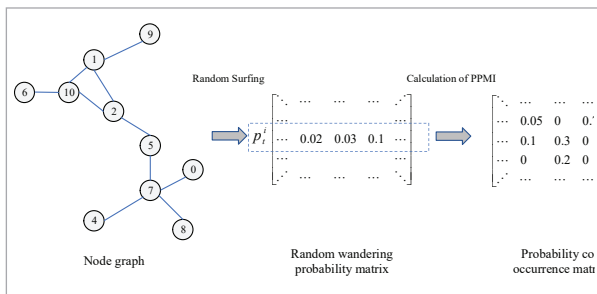 9
1
6
10
2
5
0
7
4
8
Node graph
Random Surfing
... ... ...
p_t^i ... 0.02 0.03 0.1 ...
... ... ...
Random wandering
probability matrix
Calculation of PPMI
... ... ...
... 0.05 0
... 0.1 0.3 0
... 0 0.2 0
... ... ...
Probability co
occurrence